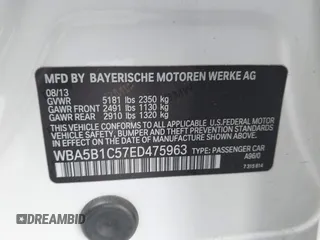 MFD BY BAYERISCHE MOTOREN WERKE AG
08/13
GVWR 5181 lbs 2350 kg
GAWR FRONT 2491 lbs 1130 kg
GAWR REAR 2910 lbs 1320 kg
THIS VEHICLE CONFORMS TO ALL APPLICABLE U.S. FEDERAL MOTOR VEHICLE SAFETY, BUMPER, AND THEFT PREVENTION STANDARDS IN EFFECT ON THE DATE OF MANUFACTURE SHOWN ABOVE.
WBA5B1C57ED475963 TYPE: PASSENGER CAR
A96/0
DREAMBID